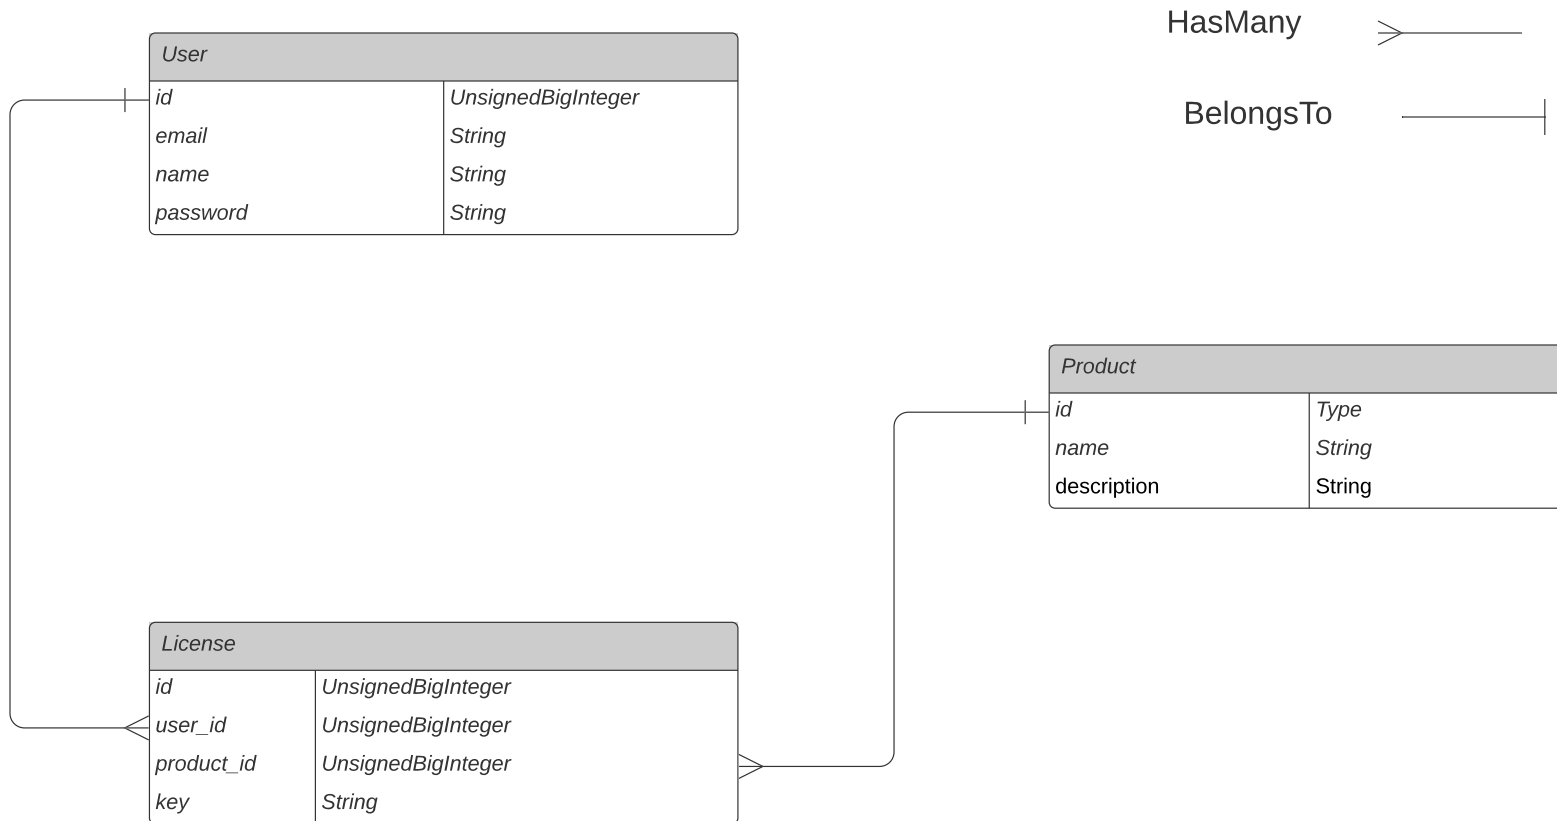 HasMany
BelongsTo
User
id UnsignedBigInteger
email String
name String
password String
Product
id Type
name String
description String
License
id UnsignedBigInteger
user_id UnsignedBigInteger
product_id UnsignedBigInteger
key String